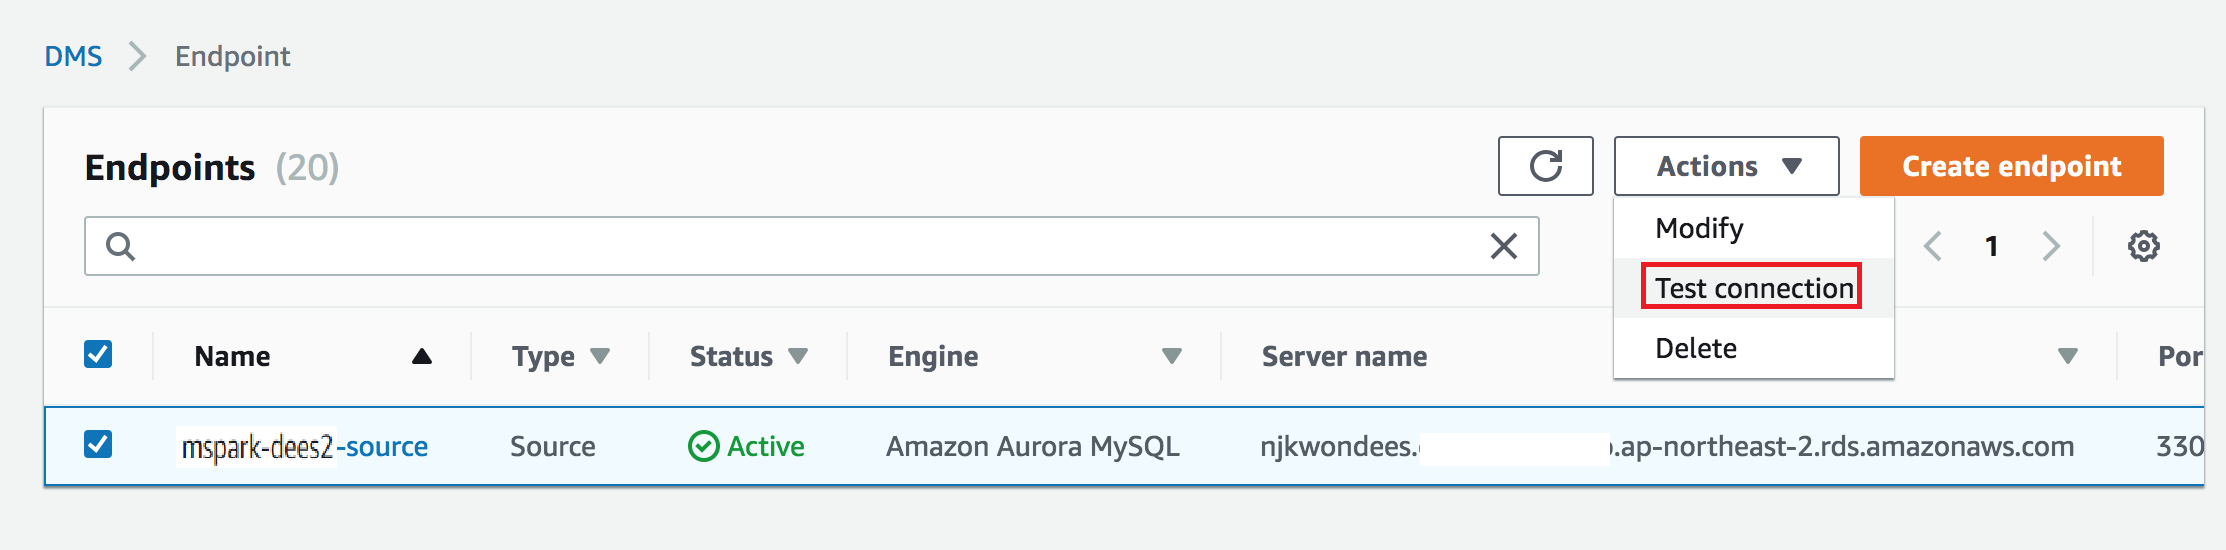 DMS > Endpoint
Endpoints (20)
Actions
Create endpoint
Modify
1
Test connection
Delete
Name Type Status Engine Server name Por
mspark-dees2-source Source Active Amazon Aurora MySQL njkwondees. .ap-northeast-2.rds.amazonaws.com 330